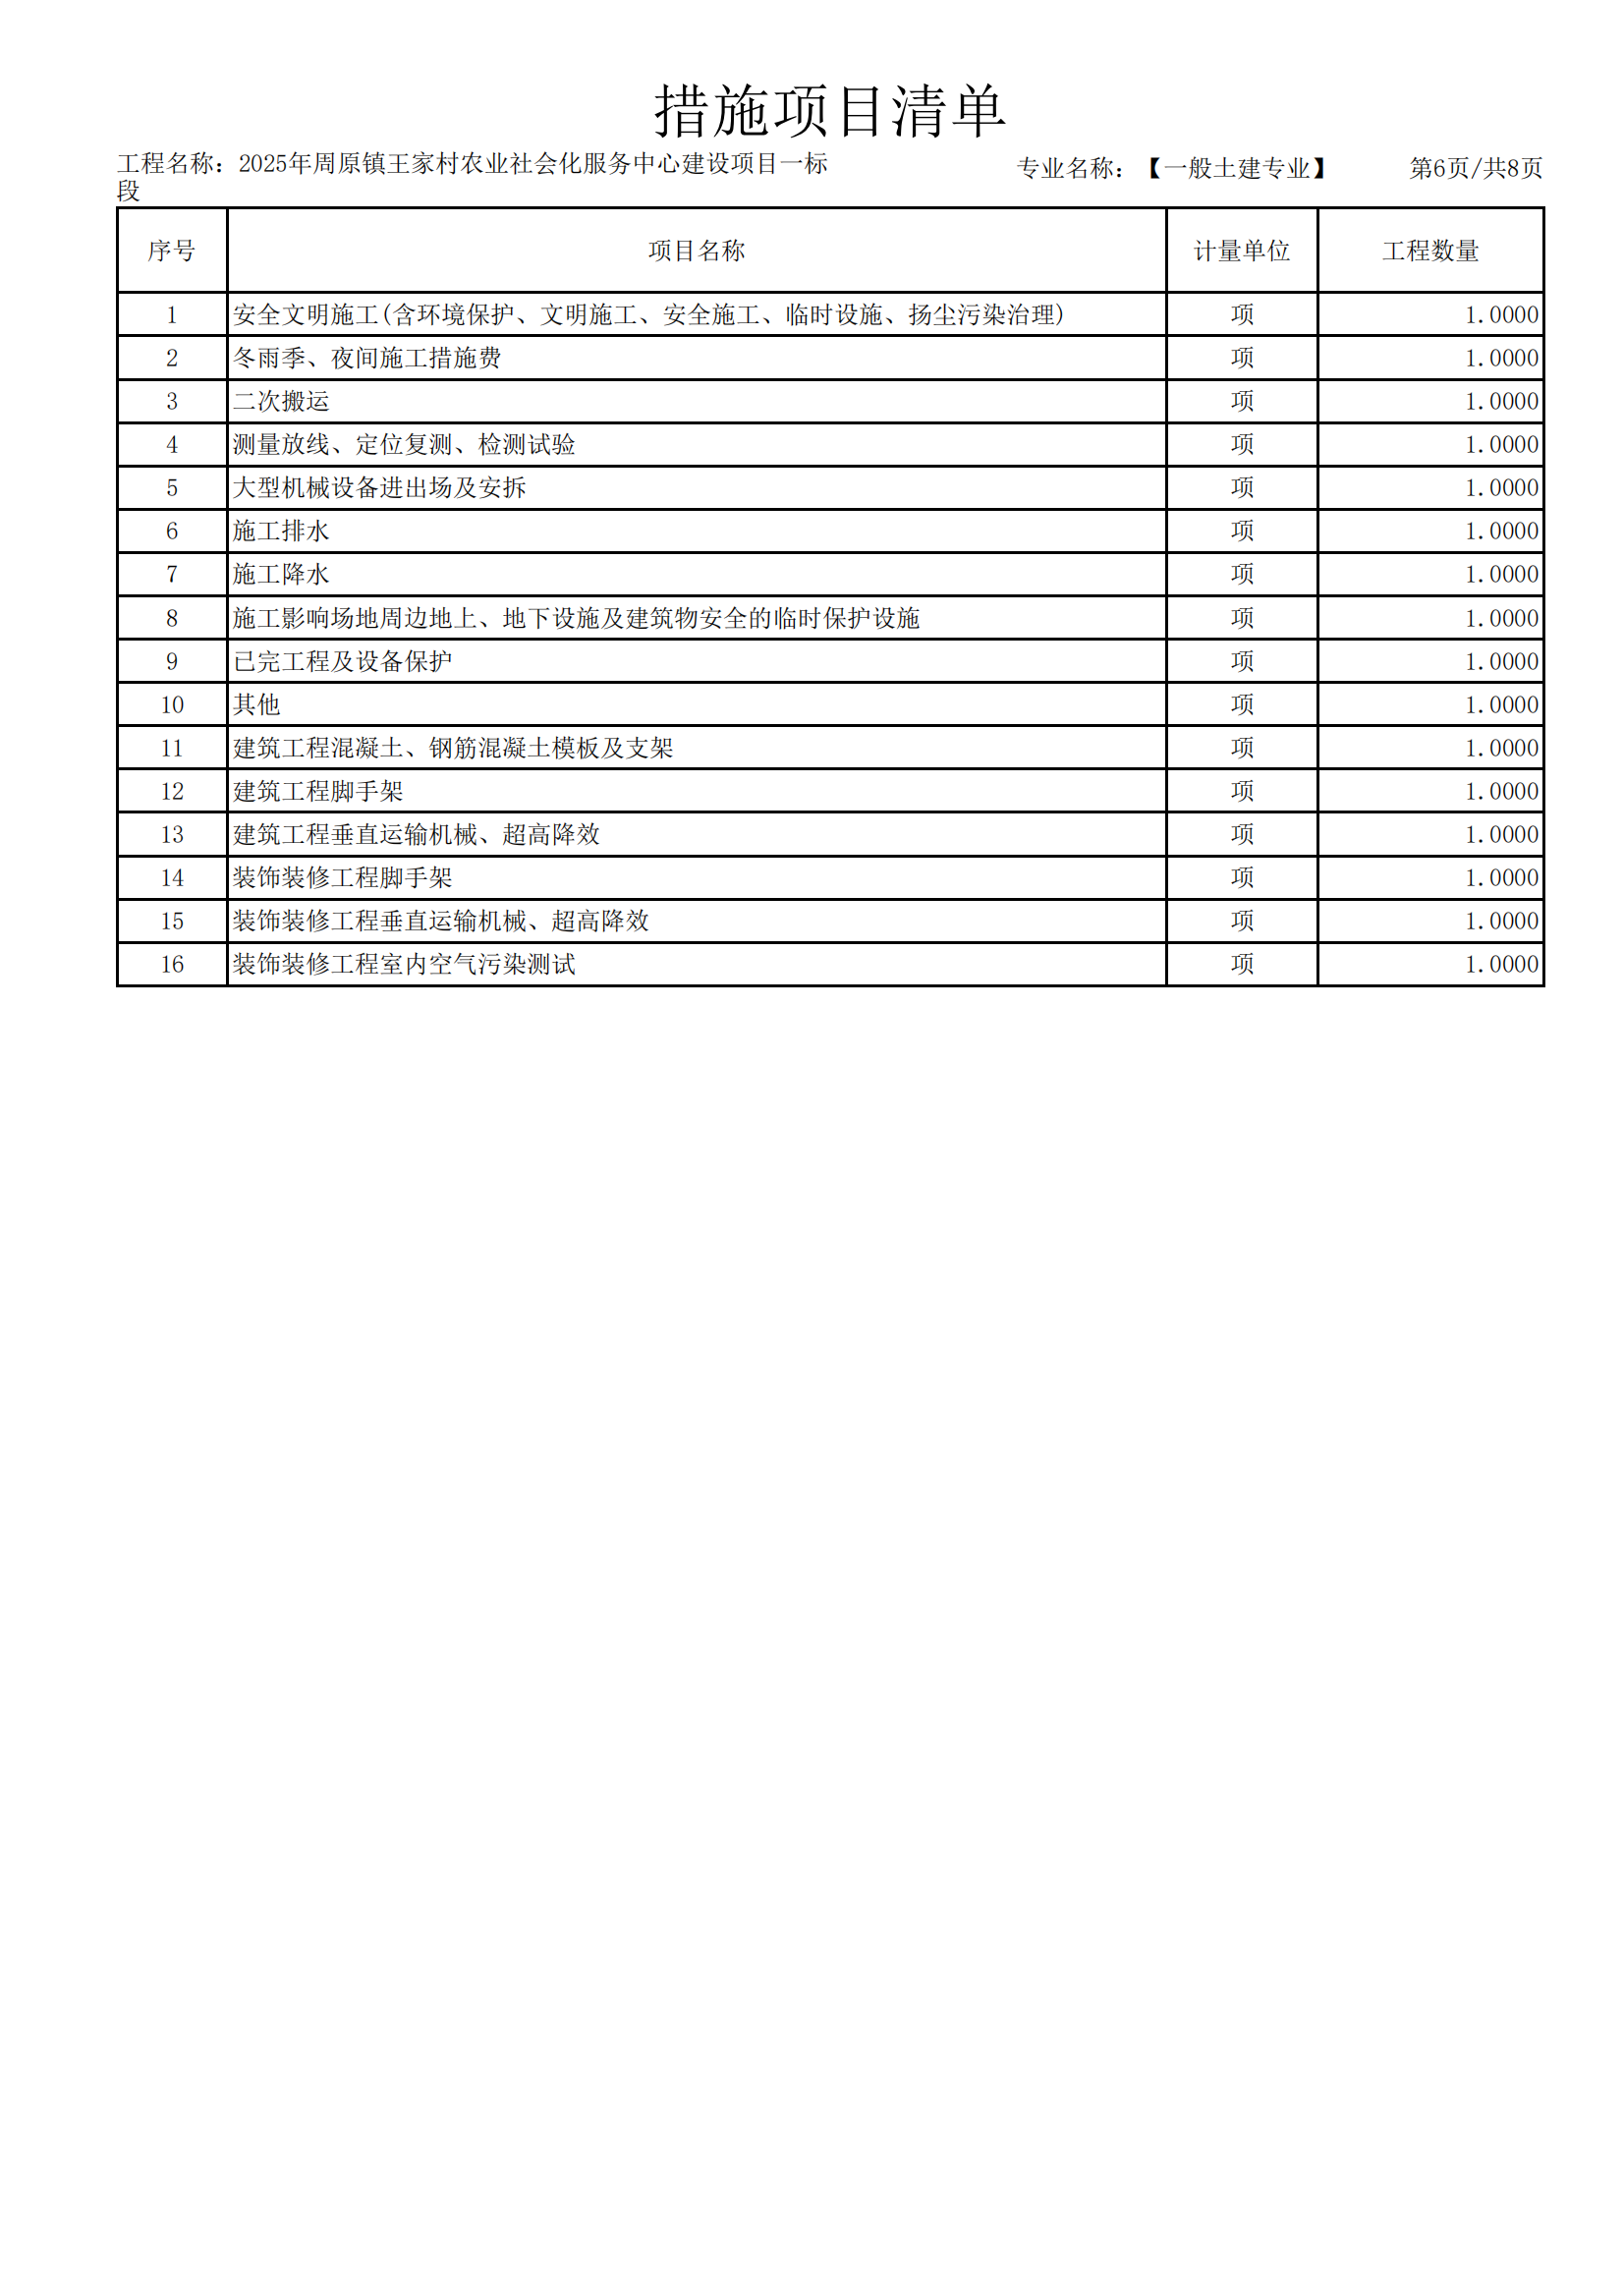 措施项目清单
工程名称：2025年周原镇王家村农业社会化服务中心建设项目一标
段
专业名称：【一般土建专业】 第6页/共8页
序号 项目名称 计量单位 工程数量
1 安全文明施工(含环境保护、文明施工、安全施工、临时设施、扬尘污染治理) 项 1.0000
2 冬雨季、夜间施工措施费 项 1.0000
3 二次搬运 项 1.0000
4 测量放线、定位复测、检测试验 项 1.0000
5 大型机械设备进出场及安拆 项 1.0000
6 施工排水 项 1.0000
7 施工降水 项 1.0000
8 施工影响场地周边地上、地下设施及建筑物安全的临时保护设施 项 1.0000
9 已完工程及设备保护 项 1.0000
10 其他 项 1.0000
11 建筑工程混凝土、钢筋混凝土模板及支架 项 1.0000
12 建筑工程脚手架 项 1.0000
13 建筑工程垂直运输机械、超高降效 项 1.0000
14 装饰装修工程脚手架 项 1.0000
15 装饰装修工程垂直运输机械、超高降效 项 1.0000
16 装饰装修工程室内空气污染测试 项 1.0000